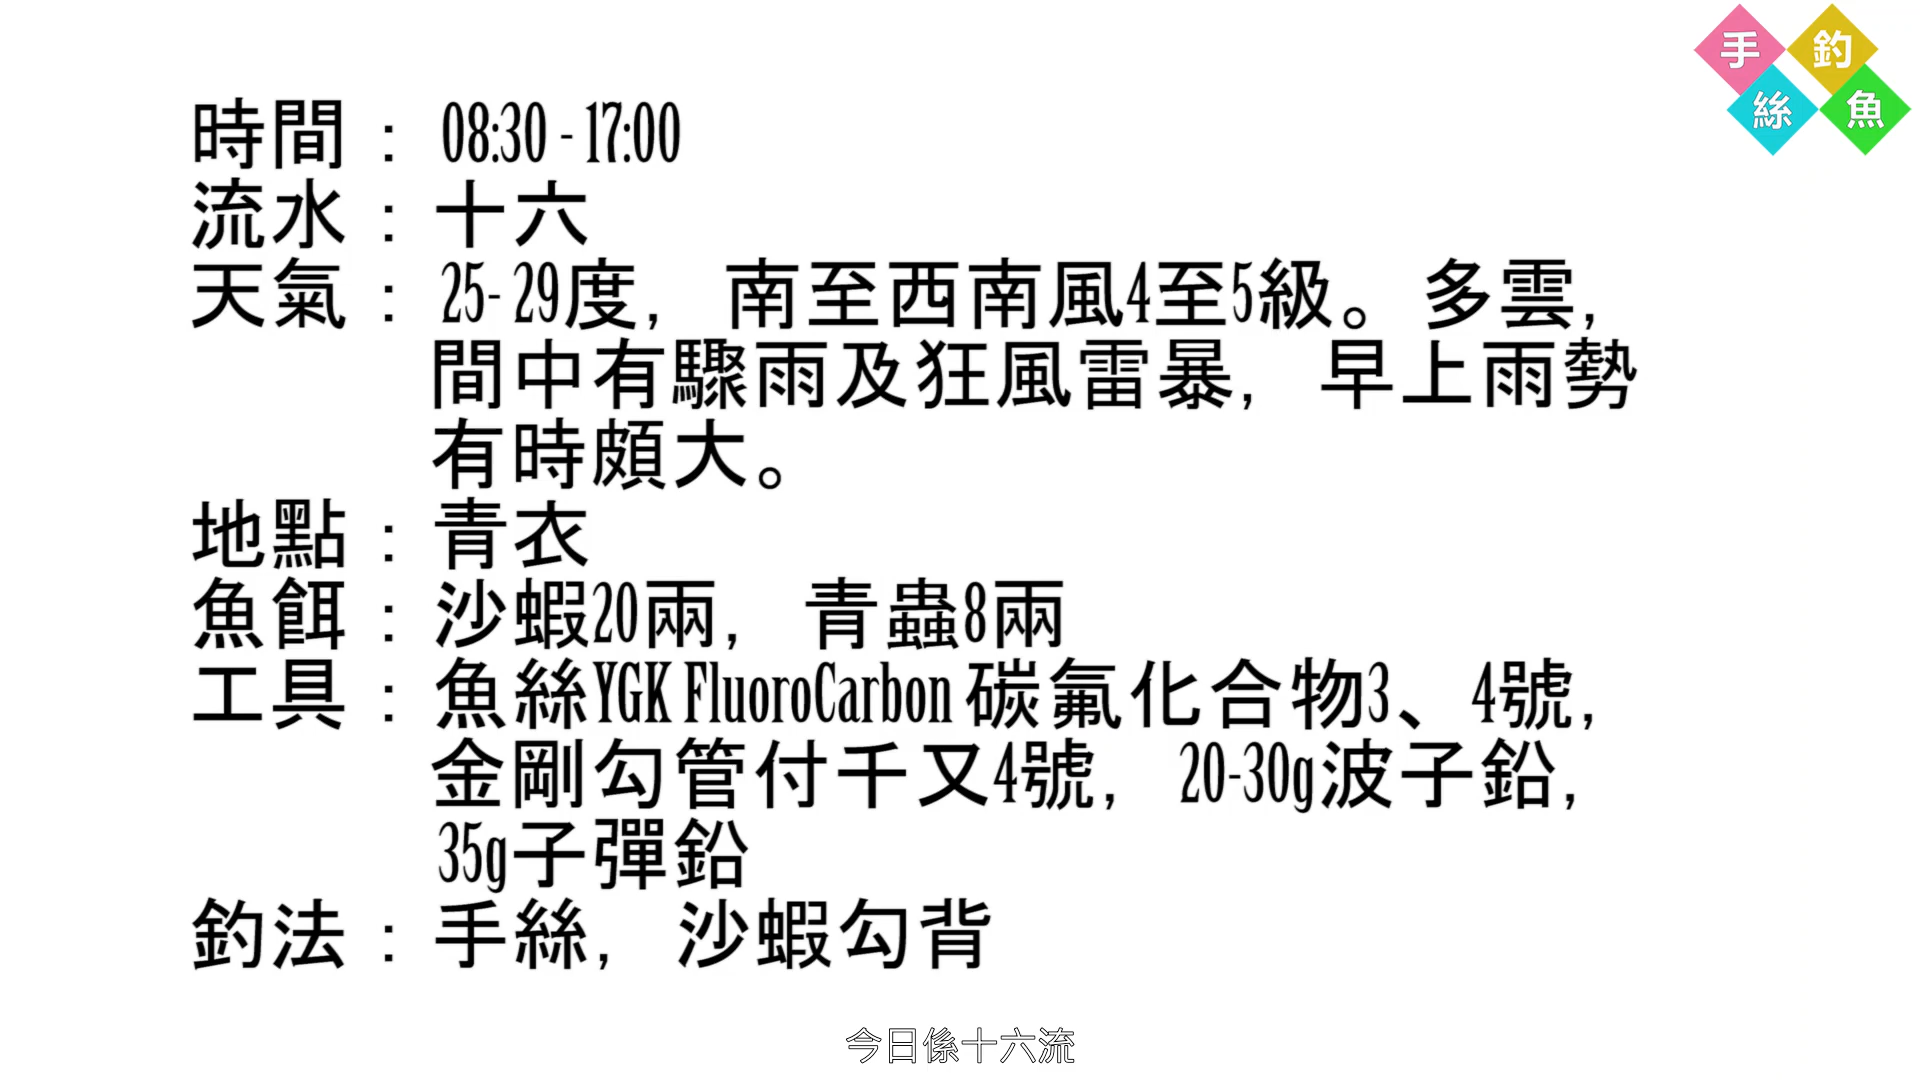 手釣
絲魚
時間： 08:30 - 17:00
流水：十六
天氣： 25- 29度，南至西南風4至5級。多雲，
間中有驟雨及狂風雷暴，早上雨勢
有時頗大。
地點：青衣
魚餌：沙蝦20兩，青蟲8兩
工具：魚絲YGK FluoroCarbon 碳氟化合物3、4號，
金剛勾管付千又4號，20-30g波子鉛，
35g子彈鉛
釣法：手絲，沙蝦勾背
今日係十六流